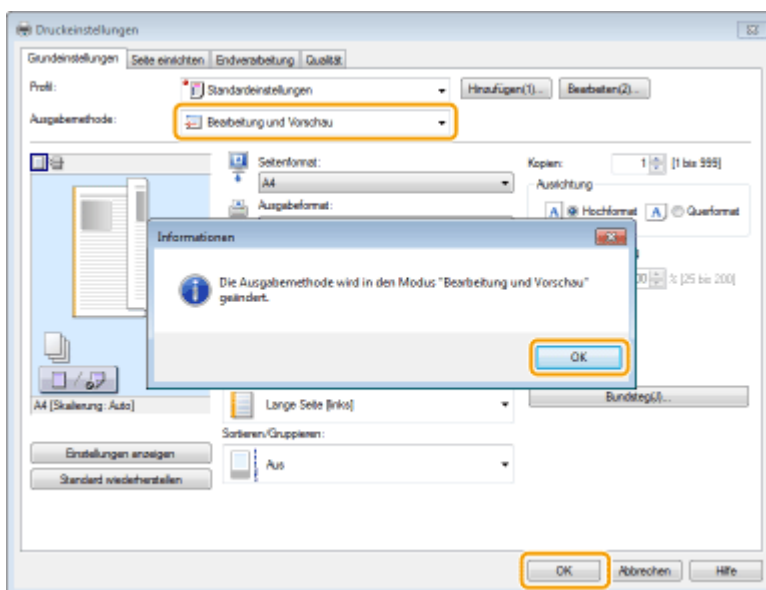 Druckeinstellungen
Grundeinstellungen Seite einrichten Endverarbeitung Qualität
Profil: Standardeinstellungen Hinzufügen(1)... Bearbeiten(2)...
Ausgabemethode: Bearbeitung und Vorschau
Seitenformat: Kopien: 1 [1 bis 999]
A4 Ausrichtung
Ausgabeformat: A Hochformat A Querformat
Informationen
Die Ausgabemethode wird in den Modus "Bearbeitung und Vorschau"
geändert.
% [25 bis 200]
OK
A4 [Skalierung: Auto] Lange Seite [links] Bundsteg(J)...
Sortieren/Gruppieren:
Einstellungen anzeigen Aus
Standard wiederherstellen
OK Abbrechen Hilfe